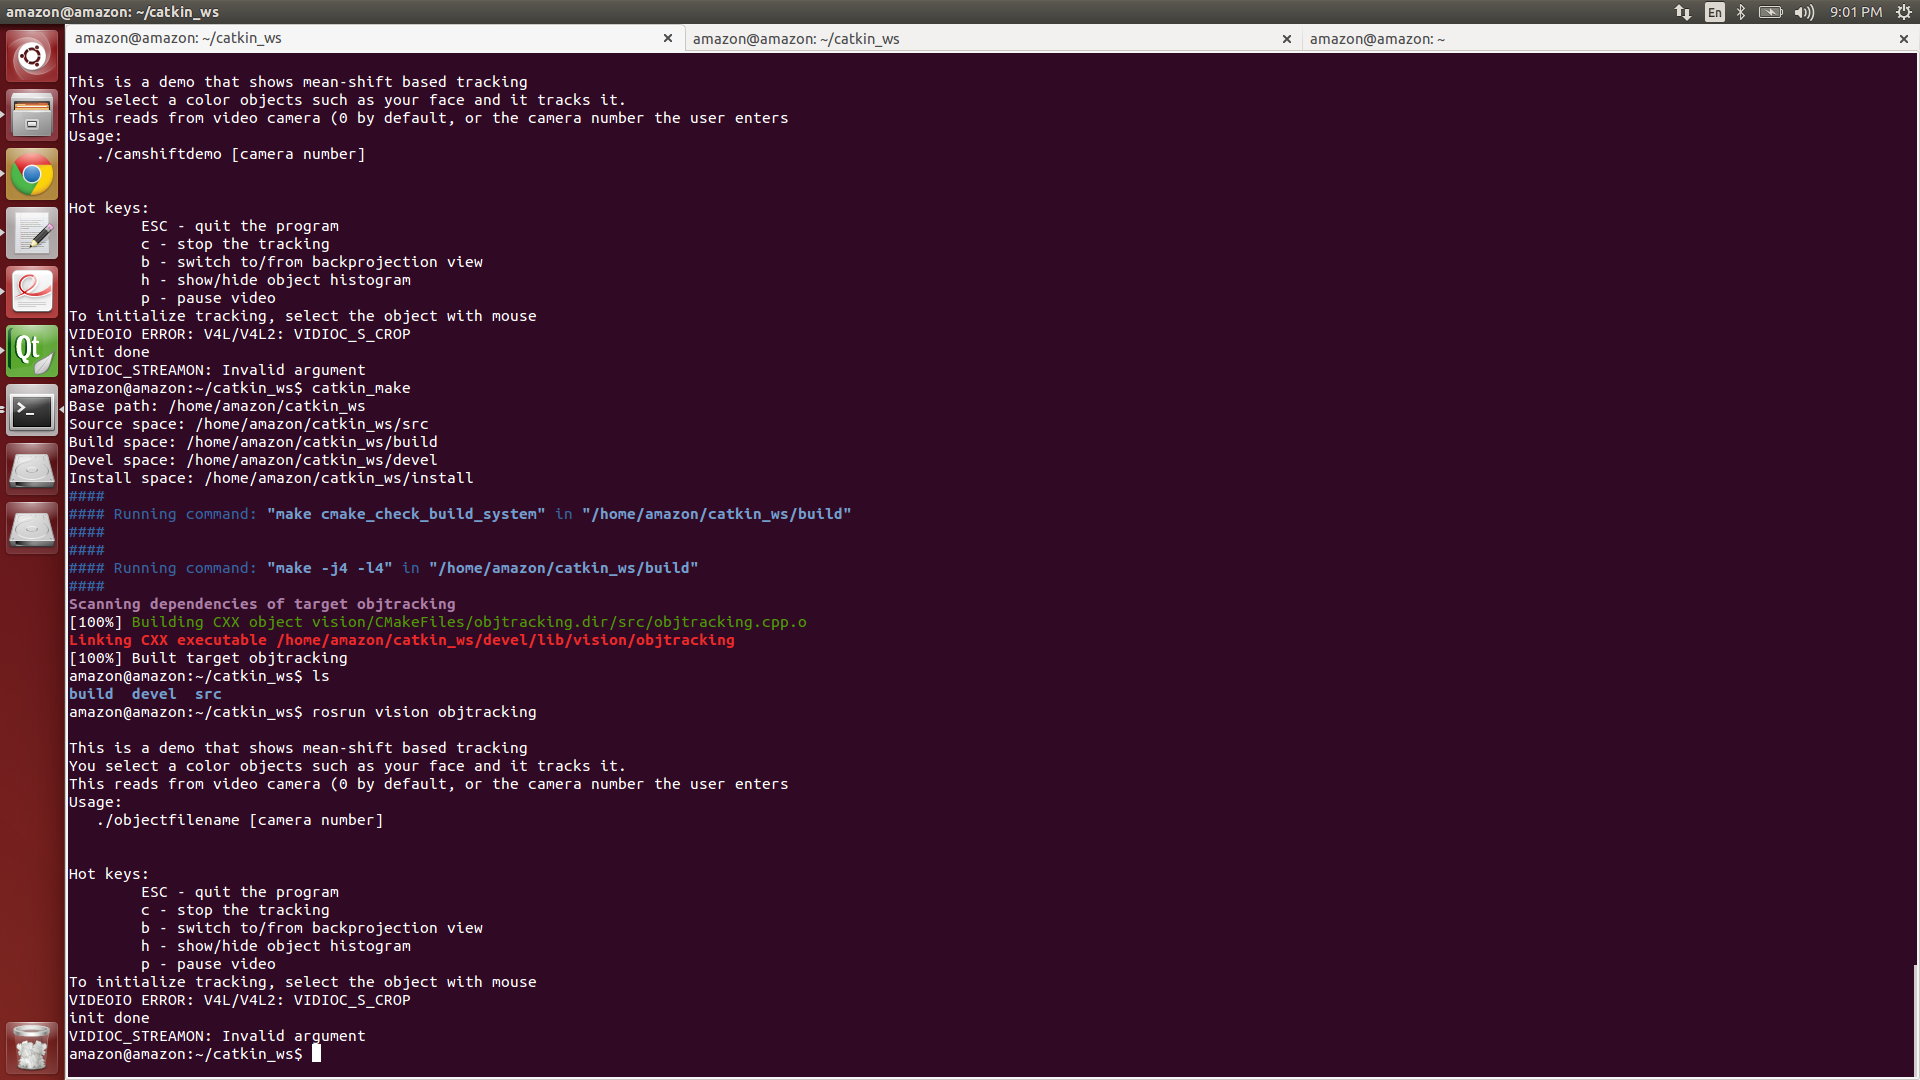 amazon@amazon: ~/catkin_ws
En
9:01 PM
amazon@amazon: ~/catkin_ws
amazon@amazon: ~/catkin_ws
amazon@amazon: ~
This is a demo that shows mean-shift based tracking
You select a color objects such as your face and it tracks it.
This reads from video camera (0 by default, or the camera number the user enters
Usage:
   ./camshiftdemo [camera number]
Hot keys:
        ESC - quit the program
        c - stop the tracking
        b - switch to/from backprojection view
        h - show/hide object histogram
        p - pause video
To initialize tracking, select the object with mouse
VIDEOIO ERROR: V4L/V4L2: VIDIOC_S_CROP
init done
VIDIOC_STREAMON: Invalid argument
amazon@amazon:~/catkin_ws$ catkin_make
Base path: /home/amazon/catkin_ws
Source space: /home/amazon/catkin_ws/src
Build space: /home/amazon/catkin_ws/build
Devel space: /home/amazon/catkin_ws/devel
Install space: /home/amazon/catkin_ws/install
####
#### Running command: "make cmake_check_build_system" in "/home/amazon/catkin_ws/build"
####
####
#### Running command: "make -j4 -l4" in "/home/amazon/catkin_ws/build"
####
Scanning dependencies of target objtracking
[100%] Building CXX object vision/CMakeFiles/objtracking.dir/src/objtracking.cpp.o
Linking CXX executable /home/amazon/catkin_ws/devel/lib/vision/objtracking
[100%] Built target objtracking
amazon@amazon:~/catkin_ws$ ls
build  devel  src
amazon@amazon:~/catkin_ws$ rosrun vision objtracking
This is a demo that shows mean-shift based tracking
You select a color objects such as your face and it tracks it.
This reads from video camera (0 by default, or the camera number the user enters
Usage:
   ./objectfilename [camera number]
Hot keys:
        ESC - quit the program
        c - stop the tracking
        b - switch to/from backprojection view
        h - show/hide object histogram
        p - pause video
To initialize tracking, select the object with mouse
VIDEOIO ERROR: V4L/V4L2: VIDIOC_S_CROP
init done
VIDIOC_STREAMON: Invalid argument
amazon@amazon:~/catkin_ws$
Qt